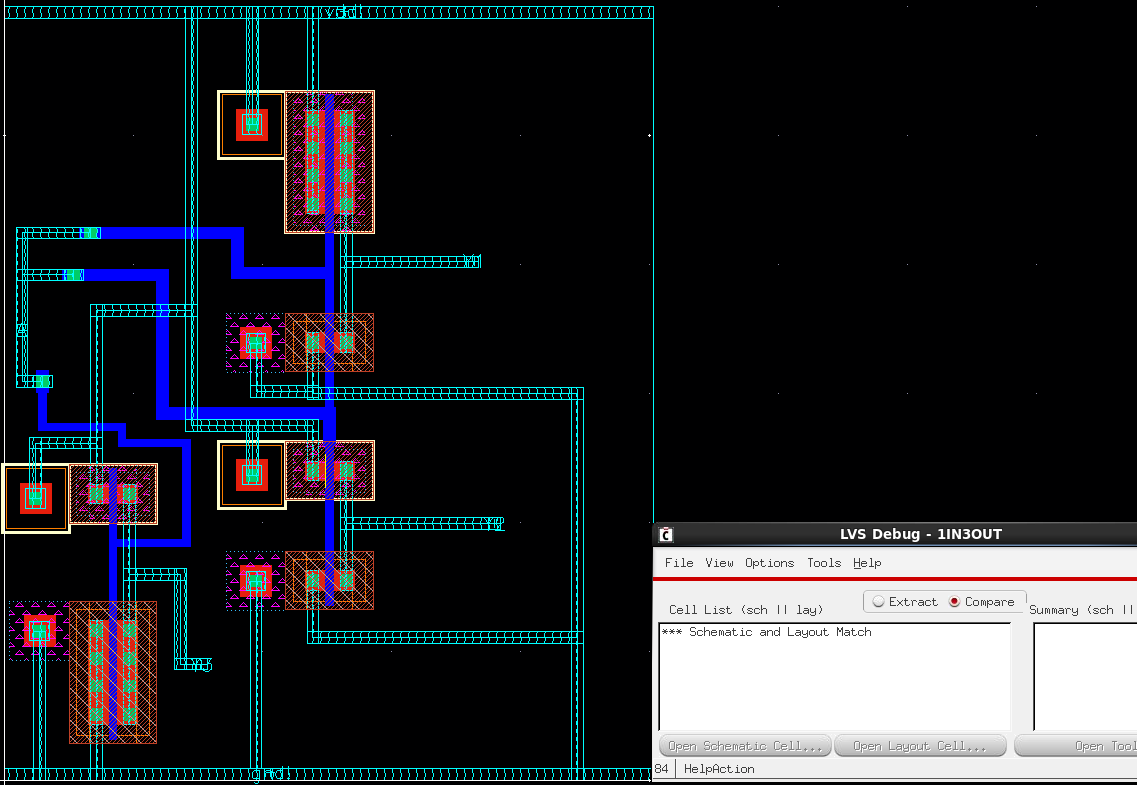 vdd!
gnd!
LVS Debug - 1IN3OUT
File View Options Tools Help
Extract Compare
Cell List (sch || lay)
Summary (sch ||
*** Schematic and Layout Match
Open Schematic Cell... Open Layout Cell... Open Tool
84 HelpAction